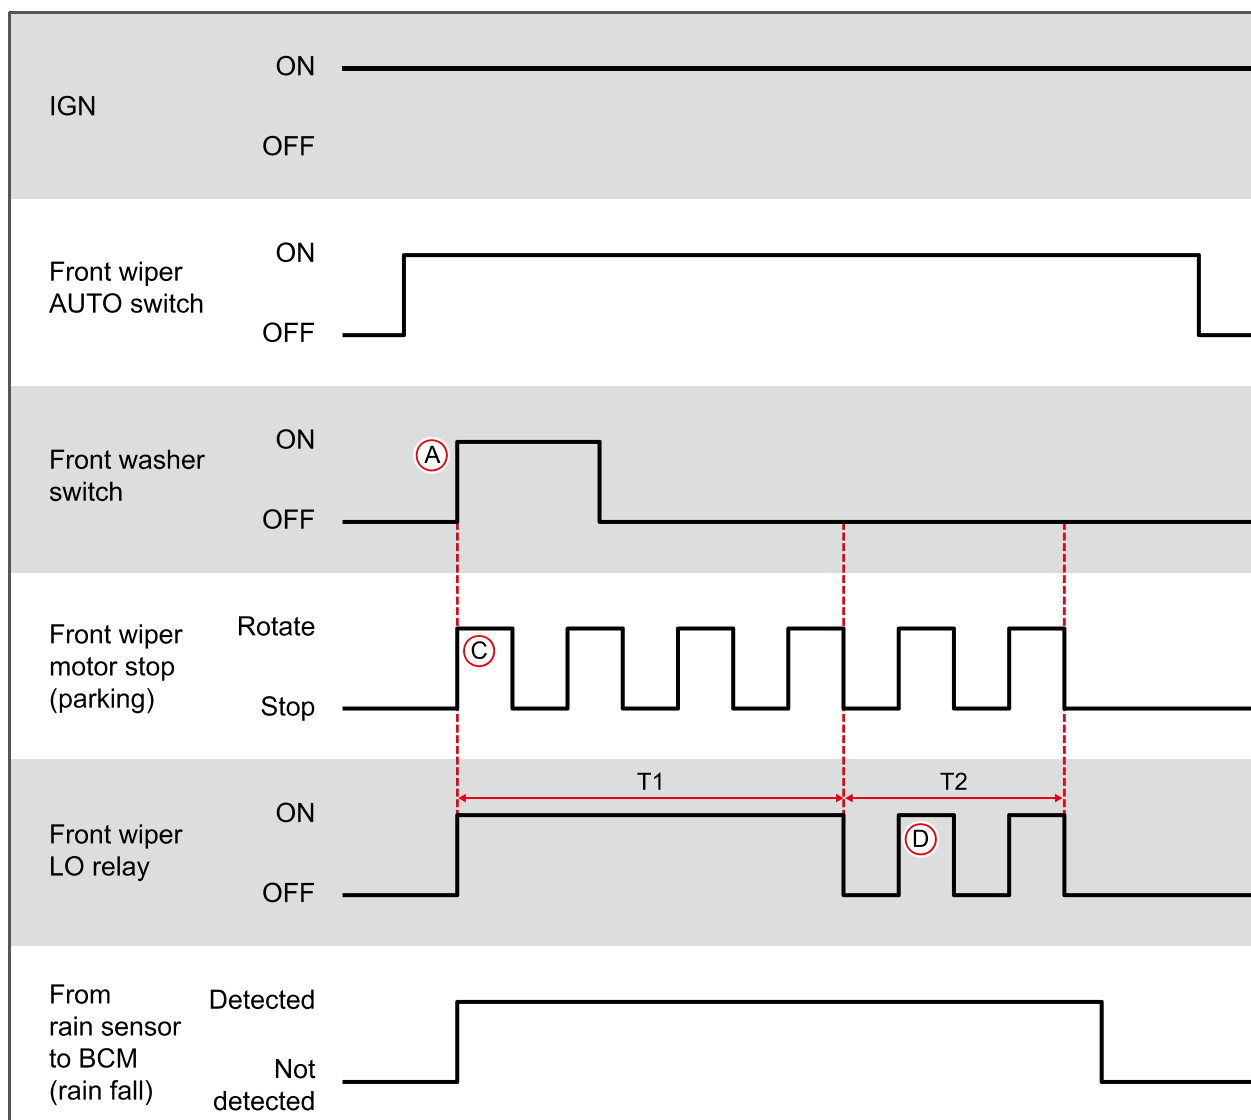 IGN
ON
OFF
Front wiper
AUTO switch
ON
OFF
Front washer
switch
ON
A
OFF
Front wiper
motor stop
(parking)
Rotate
C
Stop
Front wiper
LO relay
T1
T2
ON
D
OFF
From
rain sensor
to BCM
(rain fall)
Detected
Not
detected